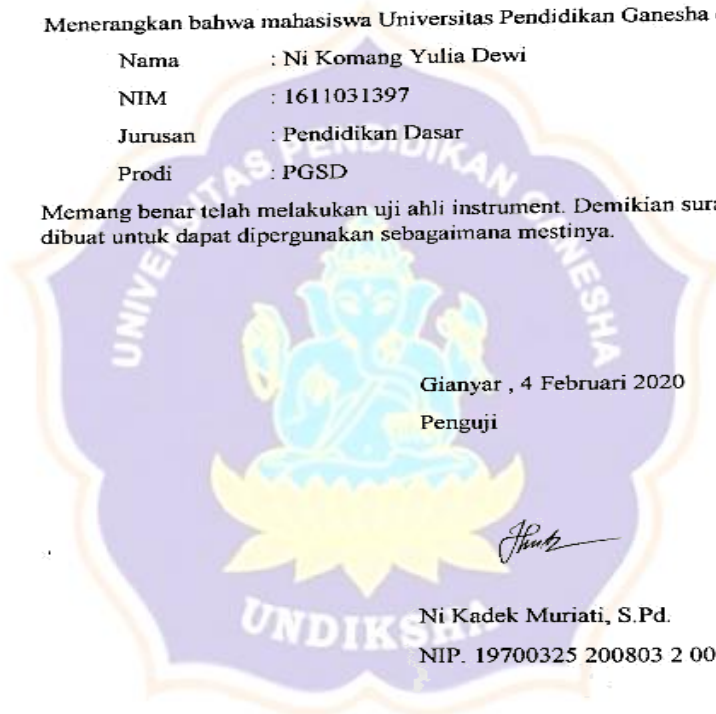 Menerangkan bahwa mahasiswa Universitas Pendidikan Ganesha
Nama : Ni Komang Yulia Dewi
NIM : 1611031397
Jurusan : Pendidikan Dasar
Prodi : PGSD
Memang benar telah melakukan uji ahli instrument. Demikian sura
dibuat untuk dapat dipergunakan sebagaimana mestinya.
UNIVERSITAS PENDIDIKAN GANESHA
Gianyar , 4 Februari 2020
Penguji
Ni Kadek Muriati, S.Pd.
UNDIKSHA
NIP. 19700325 200803 2 00